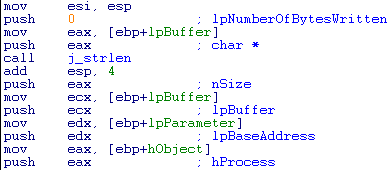 mov esi, esp
push 0 ; lpNumberOfBytesWritten
mov eax, [ebp+lpBuffer]
push eax ; char *
call j_strlen
add esp, 4
push eax ; nSize
mov ecx, [ebp+lpBuffer]
push ecx ; lpBuffer
mov edx, [ebp+lpParameter]
push edx ; lpBaseAddress
mov eax, [ebp+hObject]
push eax ; hProcess